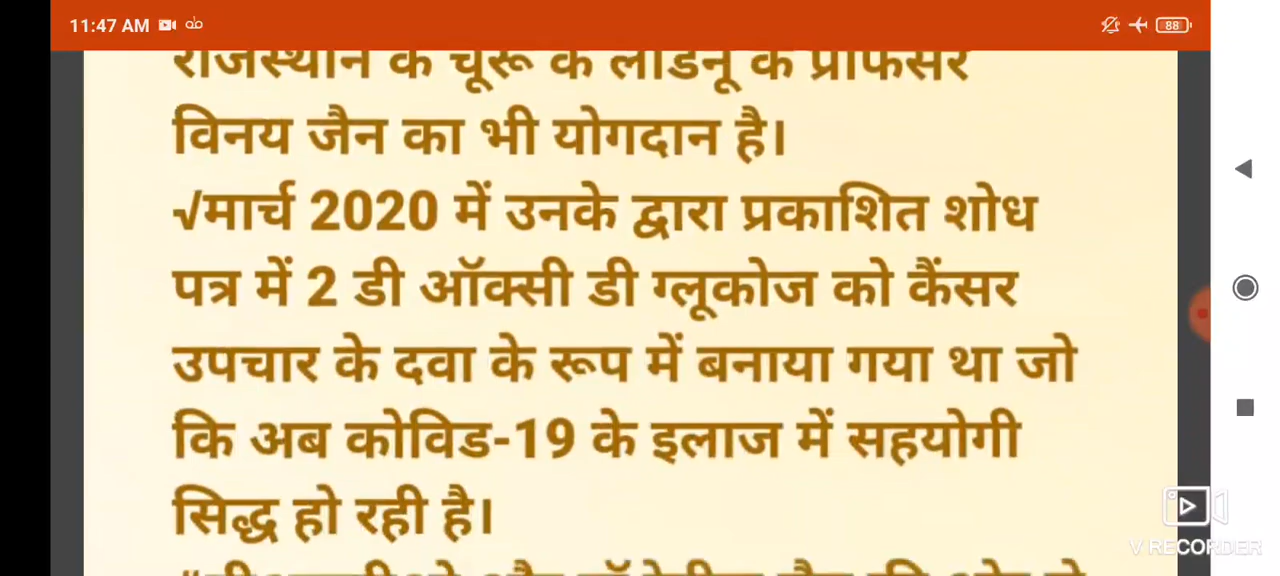 11:47 AM
88
राजस्थान के चूरू के लाडनू के प्रोफेसर
विनय जैन का भी योगदान है।
√मार्च 2020 में उनके द्वारा प्रकाशित शोध
पत्र में 2 डी ऑक्सी डी ग्लूकोज को कैंसर
उपचार के दवा के रूप में बनाया गया था जो
कि अब कोविड-19 के इलाज में सहयोगी
सिद्ध हो रही है।
V RECORDER